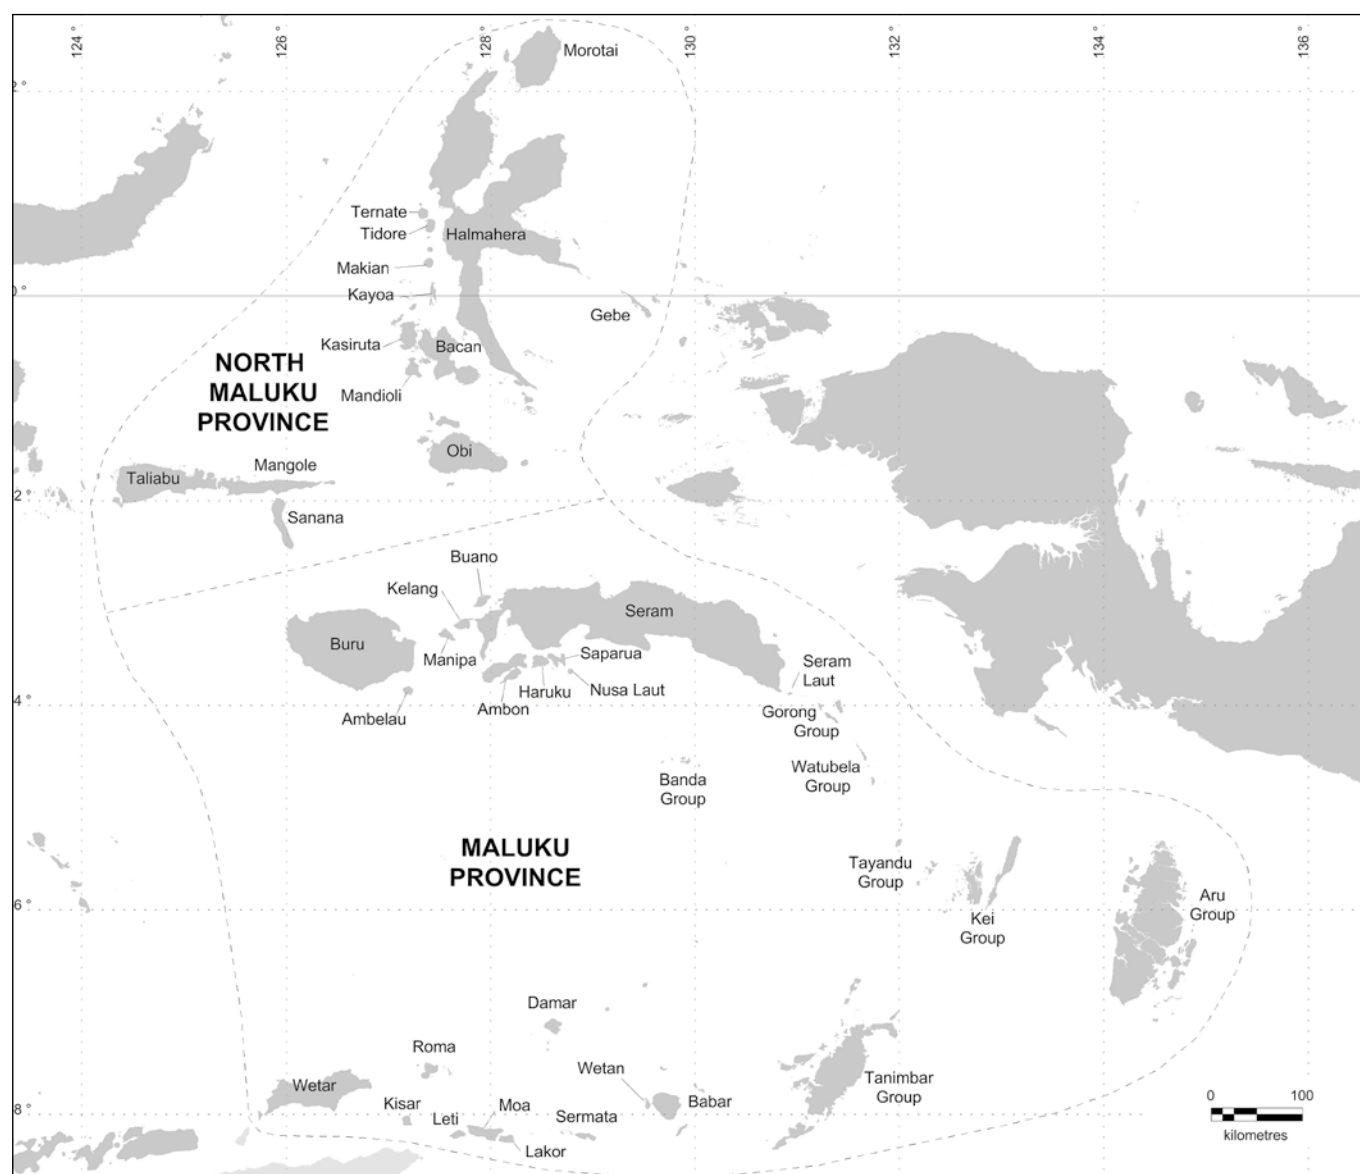 124 °
126 °
128 °
130 °
132 °
134 °
136 °
Morotai
2 °
Ternate
Tidore
Halmahera
Makian
Kayoa
0 °
Gebe
Kasiruta
Bacan
NORTH
MALUKU
PROVINCE
Mandioli
Obi
Mangole
Taliabu
2 °
Sanana
Buano
Kelang
Seram
Buru
Manipa
Saparua
Seram
Laut
Haruku
Nusa Laut
Ambon
4 °
Ambelau
Gorong
Group
Watubela
Group
Banda
Group
MALUKU
PROVINCE
Tayandu
Group
Aru
Group
6 °
Kei
Group
Damar
Roma
Wetan
Wetar
Tanimbar
Group
Kisar
Moa
Babar
Leti
Sermata
8 °
Lakor
0
100
kilometres